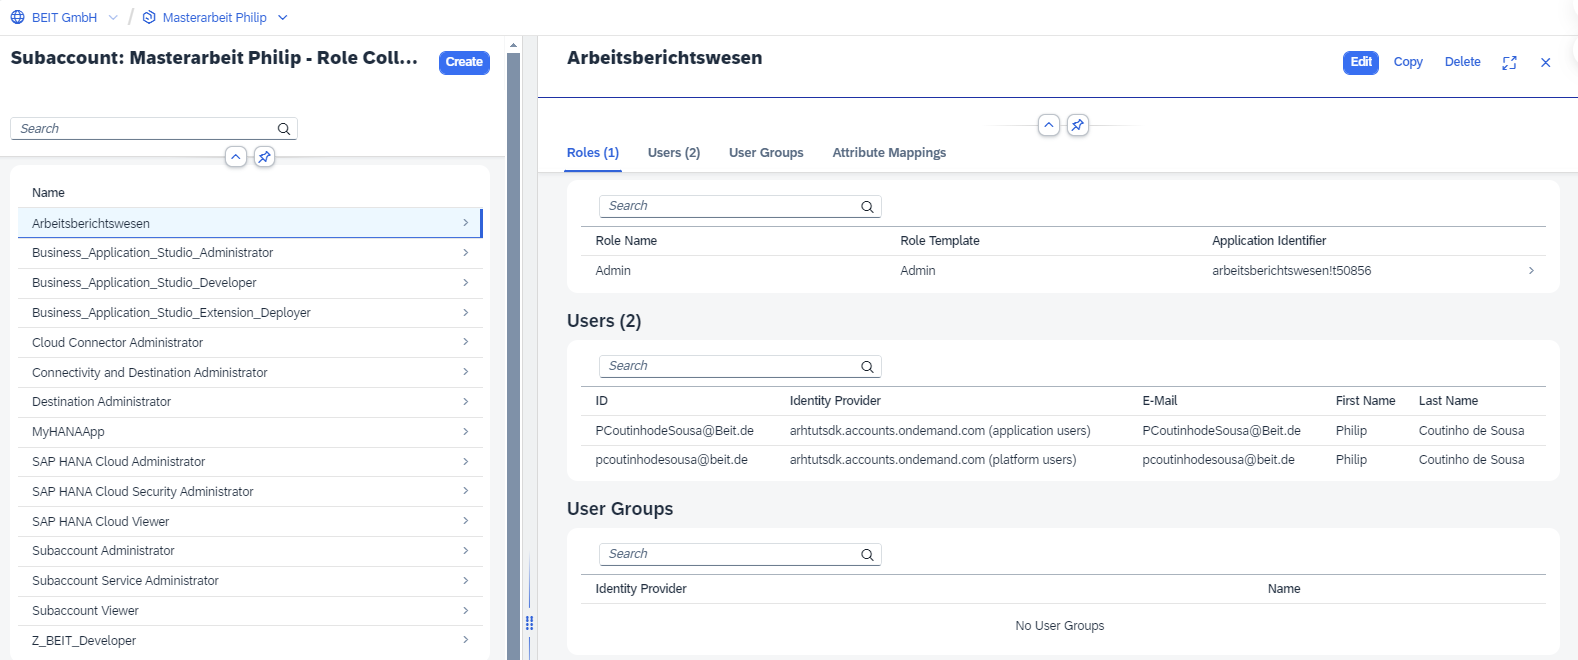 BEIT GmbH / Masterarbeit Philip
Subaccount: Masterarbeit Philip - Role Coll...
Create
Search
Name
Arbeitsberichtswesen
Business_Application_Studio_Administrator
Business_Application_Studio_Developer
Business_Application_Studio_Extension_Deployer
Cloud Connector Administrator
Connectivity and Destination Administrator
Destination Administrator
MyHANAApp
SAP HANA Cloud Administrator
SAP HANA Cloud Security Administrator
SAP HANA Cloud Viewer
Subaccount Administrator
Subaccount Service Administrator
Subaccount Viewer
Z_BEIT_Developer
Arbeitsberichtswesen
Edit Copy Delete
Roles (1) Users (2) User Groups Attribute Mappings
Search
Role Name Role Template Application Identifier
Admin Admin arbeitsberichtswesen!t50856
Users (2)
Search
ID Identity Provider E-Mail First Name Last Name
PCoutinhodeSousa@Beit.de arhtutsdk.accounts.ondemand.com (application users) PCoutinhodeSousa@Beit.de Philip Coutinho de Sousa
pcoutinhodesousa@beit.de arhtutsdk.accounts.ondemand.com (platform users) pcoutinhodesousa@beit.de Philip Coutinho de Sousa
User Groups
Search
Identity Provider Name
No User Groups